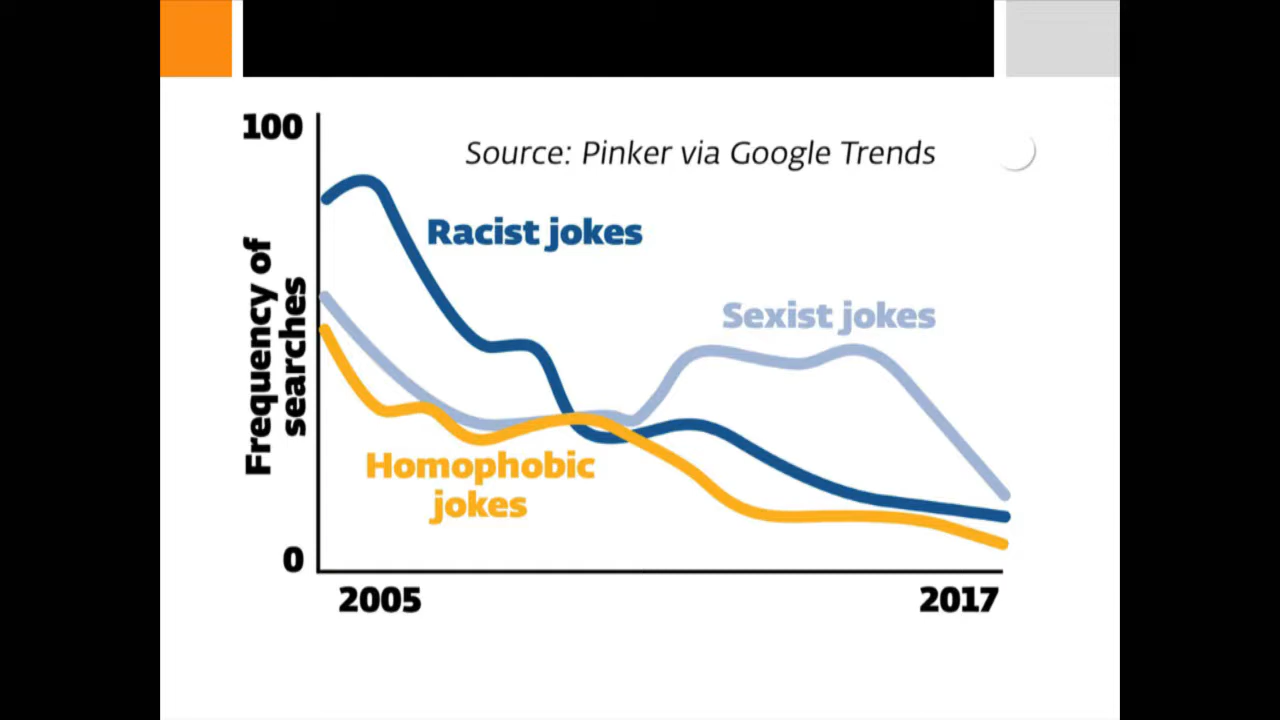 100
Source: Pinker via Google Trends
Racist jokes
Sexist jokes
Frequency of
searches
Homophobic
jokes
0
2005
2017